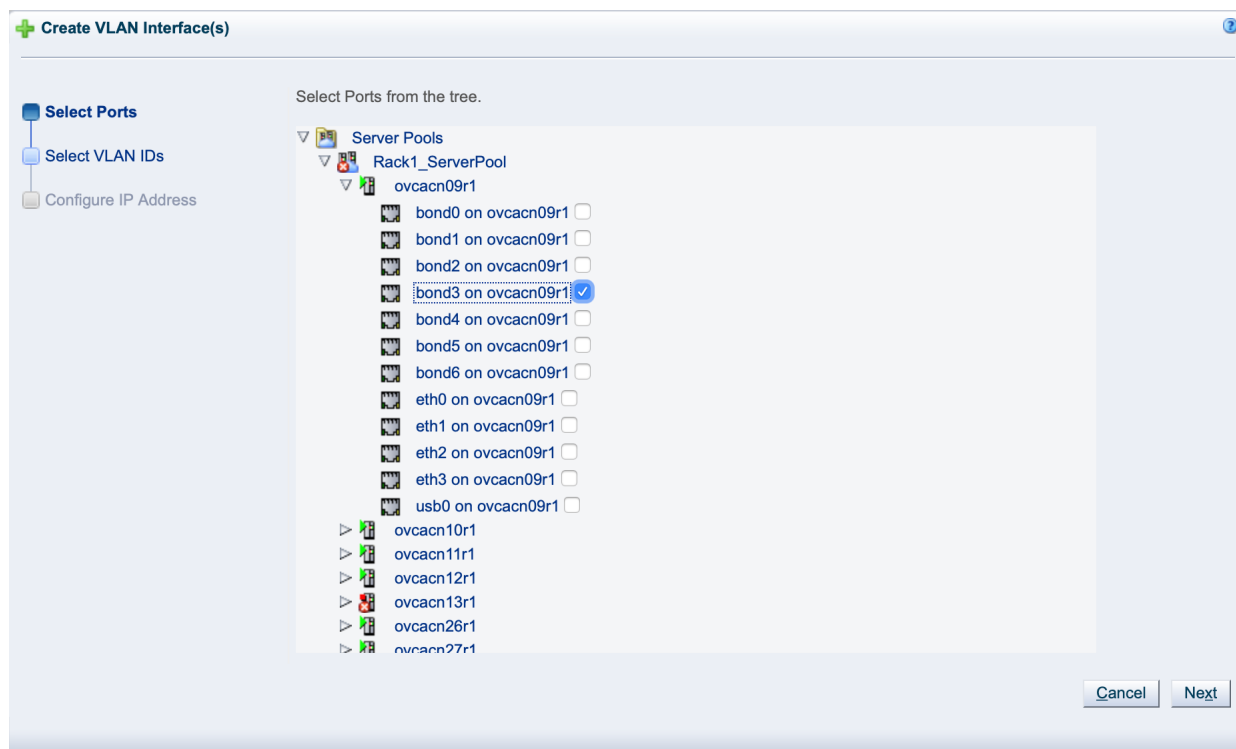 Create VLAN Interface(s)
?
Select Ports
Select VLAN IDs
Configure IP Address
Select Ports from the tree.
Server Pools
Rack1_ServerPool
ovcacn09r1
bond0 on ovcacn09r1
bond1 on ovcacn09r1
bond2 on ovcacn09r1
bond3 on ovcacn09r1
bond4 on ovcacn09r1
bond5 on ovcacn09r1
bond6 on ovcacn09r1
eth0 on ovcacn09r1
eth1 on ovcacn09r1
eth2 on ovcacn09r1
eth3 on ovcacn09r1
usb0 on ovcacn09r1
ovcacn10r1
ovcacn11r1
ovcacn12r1
ovcacn13r1
ovcacn26r1
ovcacn27r1
Cancel Next